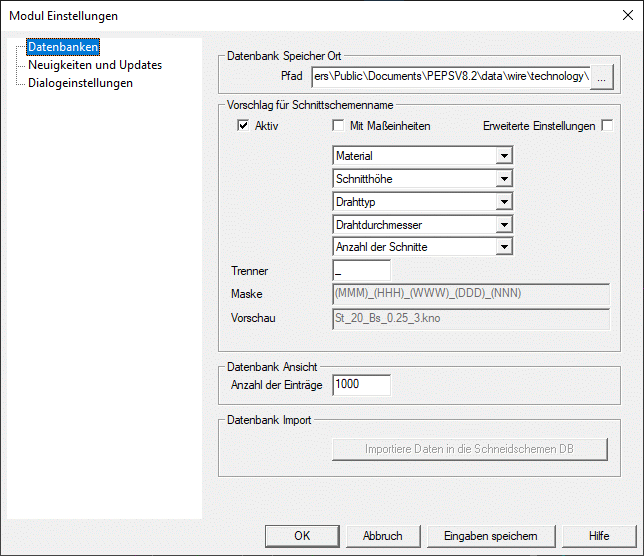 Modul Einstellungen
Datenbanken
Neuigkeiten und Updates
Dialogeinstellungen
Datenbank Speicher Ort
Pfad ers\Public\Documents\PEPSV8.2\data\wire\technology\ ...
Vorschlag für Schnittschemenname
Aktiv Mit Maßeinheiten Erweiterte Einstellungen
Material
Schnitthöhe
Drahttyp
Drahtdurchmesser
Anzahl der Schnitte
Trenner _
Maske (MMM)_(HHH)_(WWW)_(DDD)_(NNN)
Vorschau St_20_Bs_0.25_3.kno
Datenbank Ansicht
Anzahl der Einträge 1000
Datenbank Import
Importiere Daten in die Schneidschemen DB
OK Abbruch Eingaben speichern Hilfe